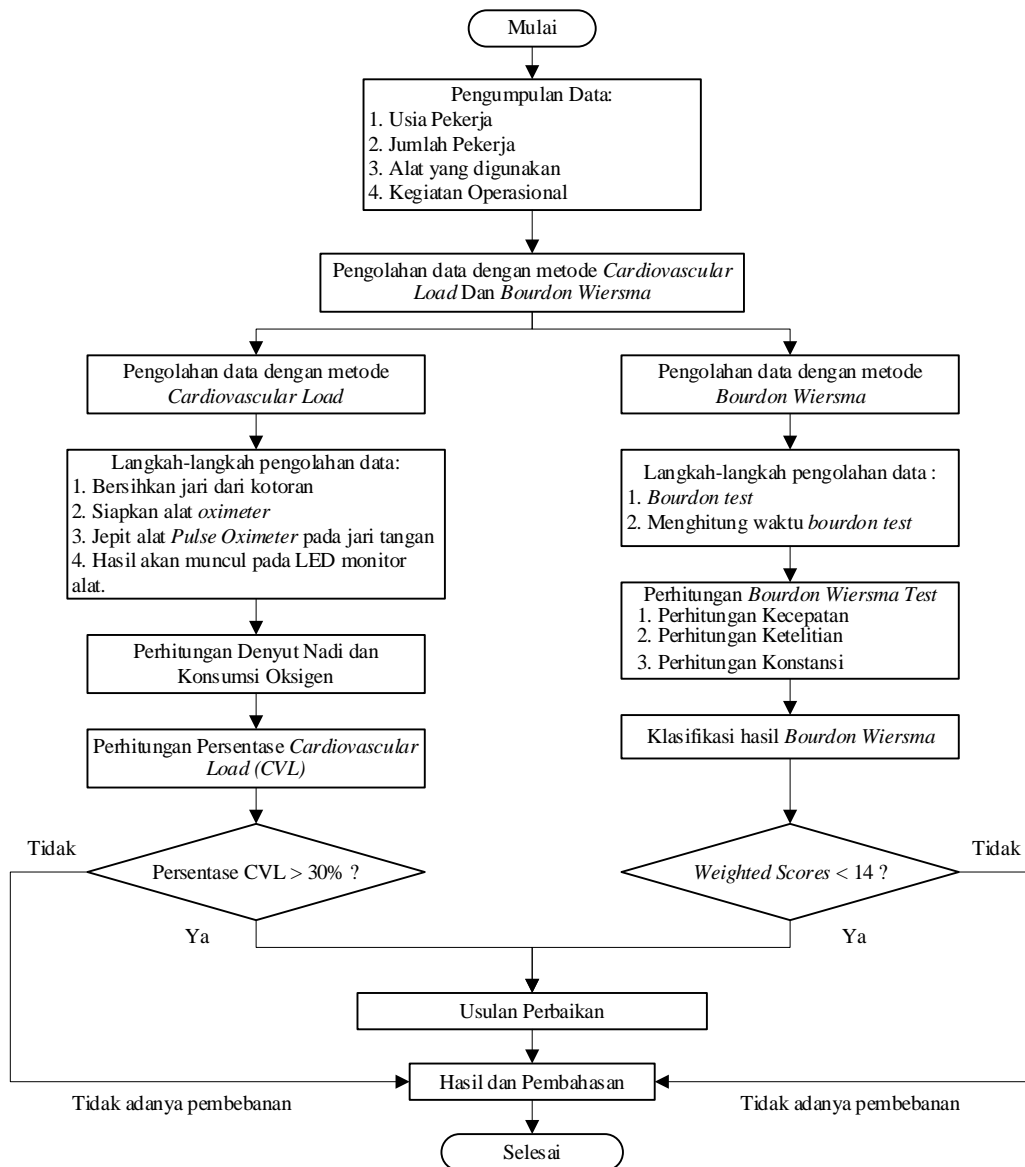 Mulai
Pengumpulan Data:
1. Usia Pekerja
2. Jumlah Pekerja
3. Alat yang digunakan
4. Kegiatan Operasional
Pengolahan data dengan metode Cardiovascular
Load Dan Bourdon Wiersma
Pengolahan data dengan metode
Cardiovascular Load
Langkah-langkah pengolahan data:
1. Bersihkan jari dari kotoran
2. Siapkan alat oximeter
3. Jepit alat Pulse Oximeter pada jari tangan
4. Hasil akan muncul pada LED monitor
alat.
Perhitungan Denyut Nadi dan
Konsumsi Oksigen
Perhitungan Persentase Cardiovascular
Load (CVL)
Tidak
Persentase CVL > 30% ?
Ya
Pengolahan data dengan metode
Bourdon Wiersma
Langkah-langkah pengolahan data :
1. Bourdon test
2. Menghitung waktu bourdon test
Perhitungan Bourdon Wiersma Test
1. Perhitungan Kecepatan
2. Perhitungan Ketelitian
3. Perhitungan Konstansi
Klasifikasi hasil Bourdon Wiersma
Weighted Scores < 14 ?
Tidak
Ya
Usulan Perbaikan
Hasil dan Pembahasan
Tidak adanya pembebanan
Tidak adanya pembebanan
Selesai